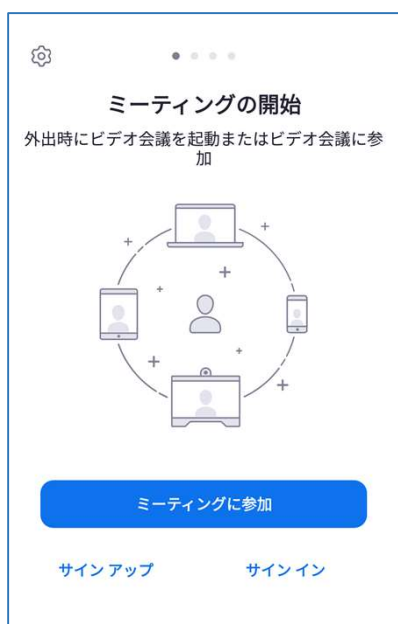 ミーティングの開始
外出時にビデオ会議を起動またはビデオ会議に参
加
ミーティングに参加
サイン アップ
サイン イン